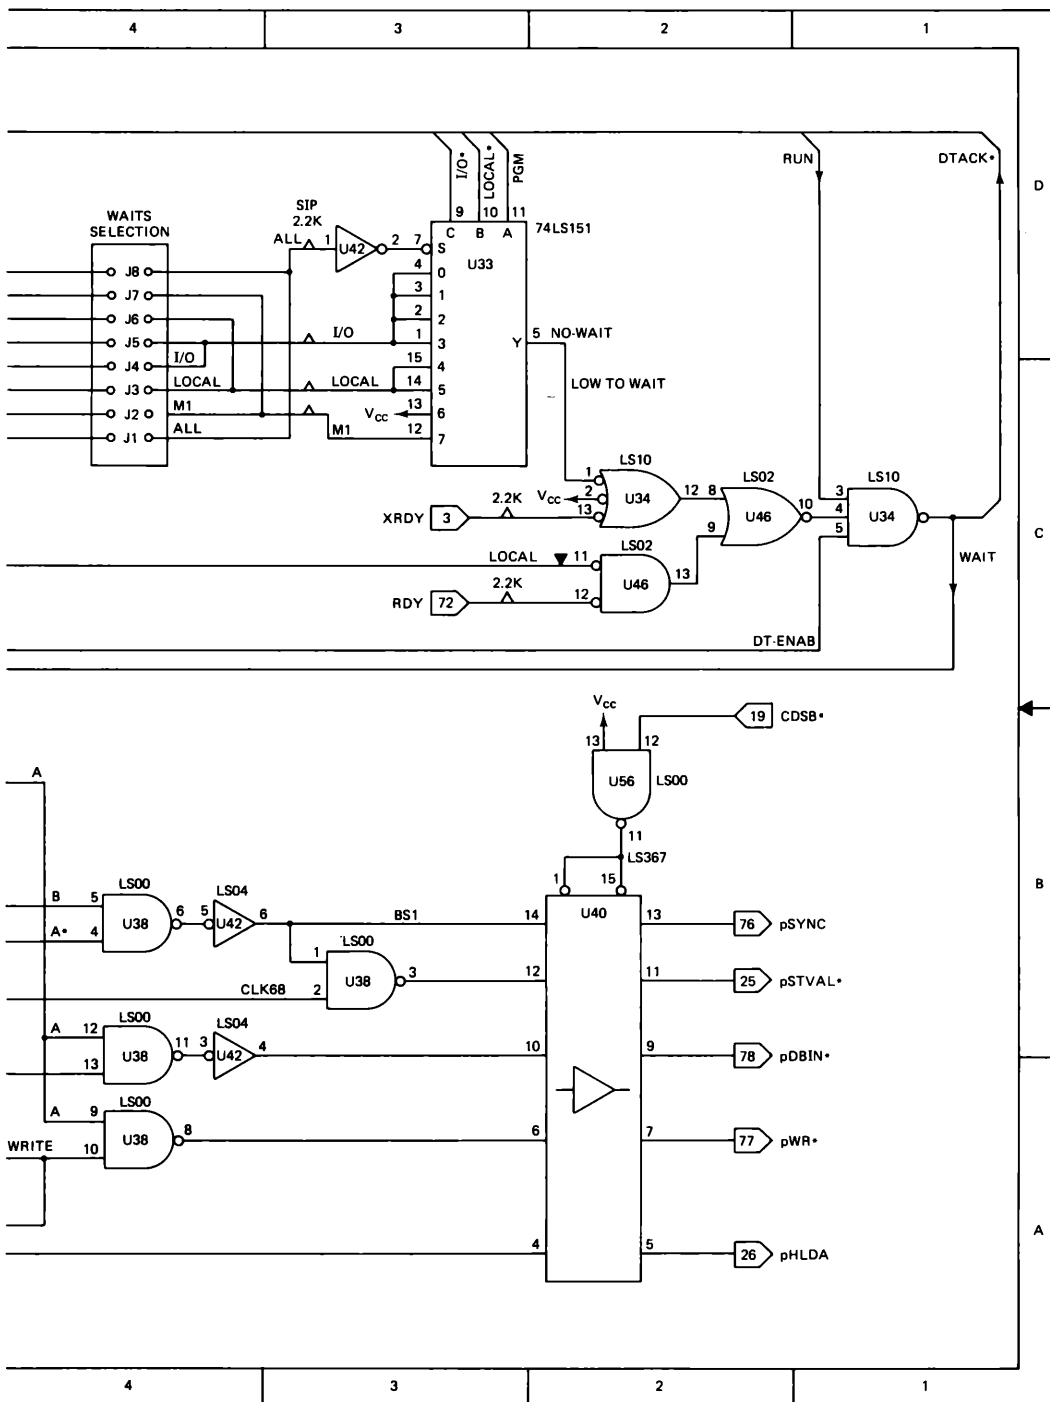 4 3 2 1
RUN DTACK*
I/O* LOCAL* PGM
D
WAITS
SELECTION
SIP
2.2K
9 10 11
74LS151
ALL 1 U42 2 7 S C B A
U33
J8 4 0
J7 3 1
J6 2 2
J5 I/O 1 3 Y 5 NO-WAIT
J4 I/O 15 4
J3 LOCAL LOCAL 14 5 LOW TO WAIT
J2 M1 VCC 13 6
J1 ALL M1 12 7
LS10 LS02 LS10
1
VCC 2 U34 12 8 3
XRDY 3 2.2K 13 U46 10 4 U34
C
9 5
LS02
LOCAL 11
WAIT
U46 13
RDY 72 2.2K 12
DT-ENAB
VCC
19 CDSB*
13 12
A
U56 LS00
11
LS367
1 15
B
LS00
LS04
B 5 U40
U38 6 5 U42 6 BS1 14 13 76 pSYNC
A* 4
LS00
1
U38 3 12 11 25 pSTVAL*
CLK68 2
LS00 LS04
A 12
U38 11 3 U42 4 10 9 78 pDBIN*
13
LS00
A 9
U38 8 6 7 77 pWR*
WRITE 10
A
4 5 26 pHLDA
4 3 2 1